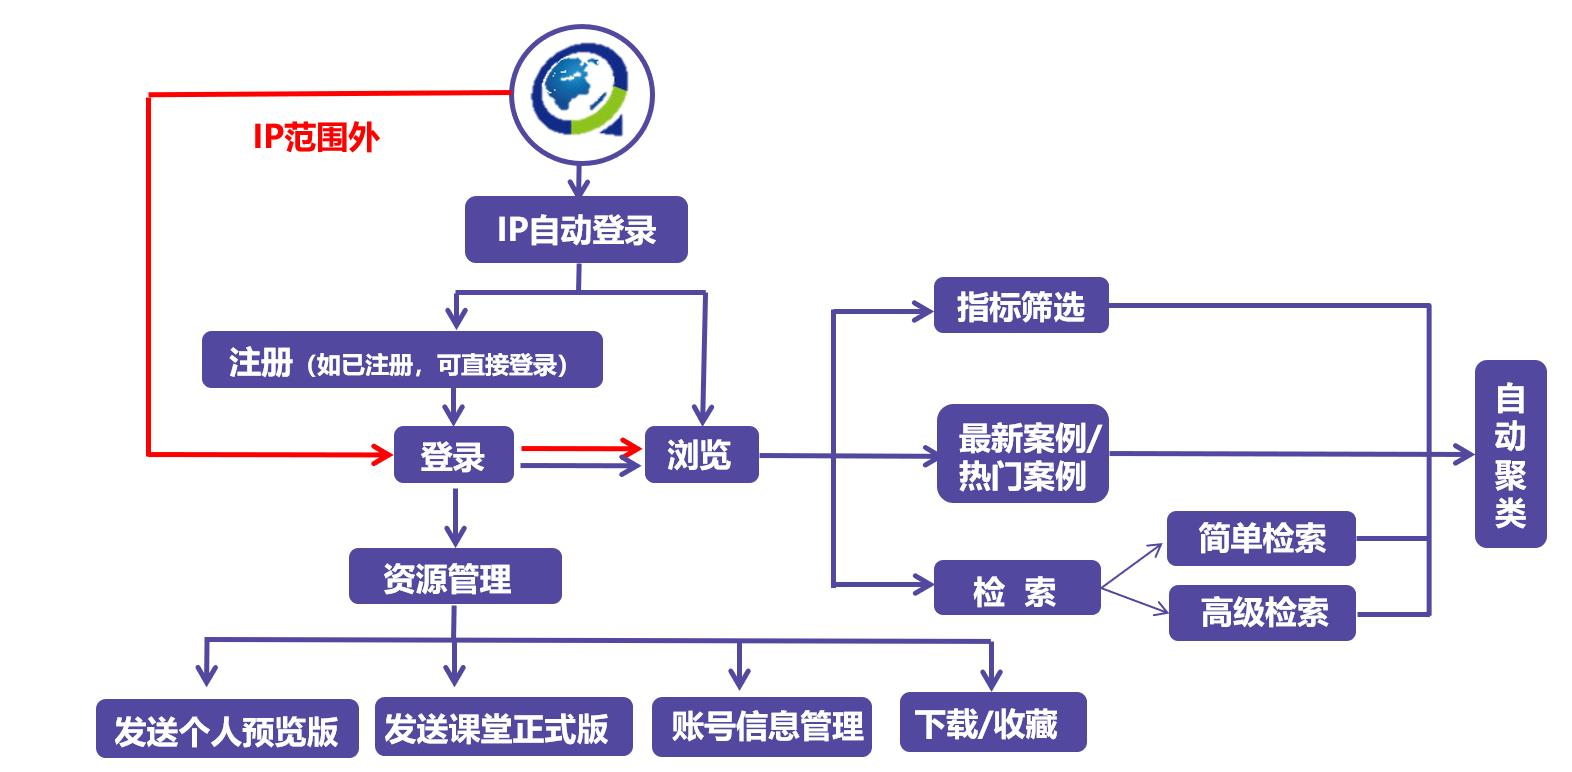 IP范围外
IP自动登录
注册（如已注册，可直接登录）
登录
浏览
资源管理
发送个人预览版
发送课堂正式版
账号信息管理
下载/收藏
指标筛选
最新案例/
热门案例
检 索
简单检索
高级检索
自
动
聚
类